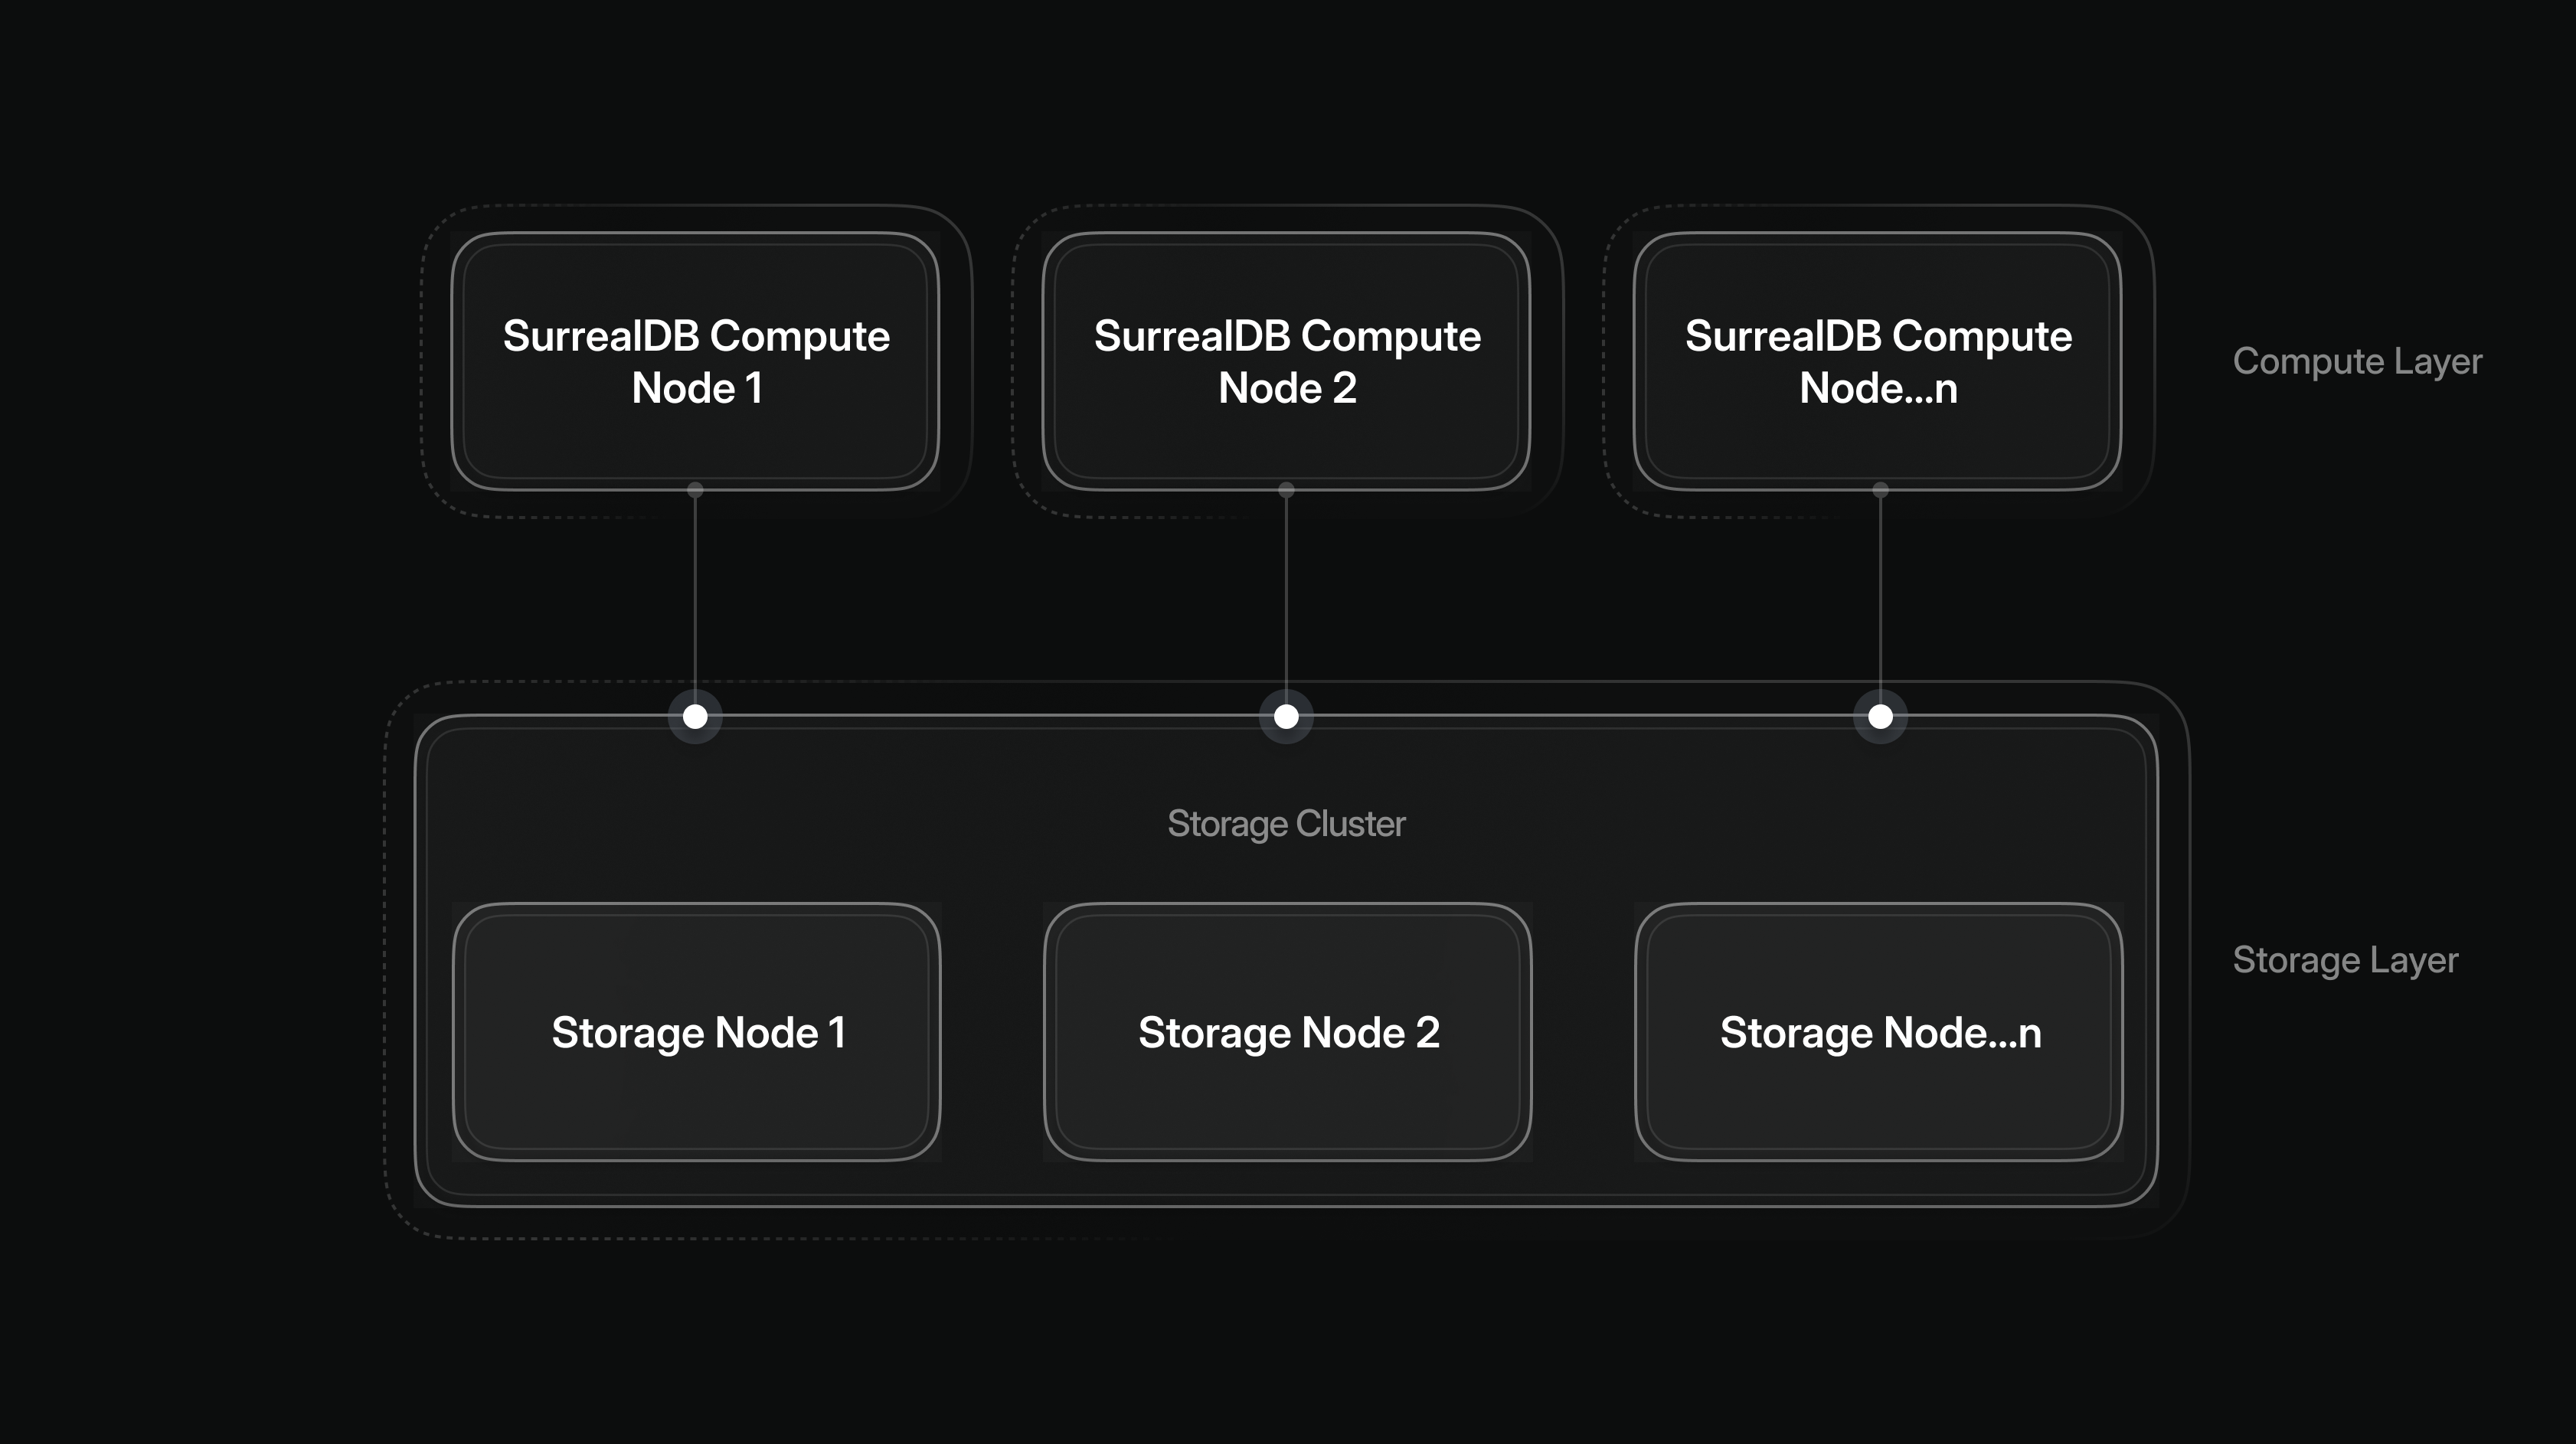 SurrealDB Compute
Node 1
SurrealDB Compute
Node 2
SurrealDB Compute
Node...n
Compute Layer
Storage Cluster
Storage Layer
Storage Node 1
Storage Node 2
Storage Node...n